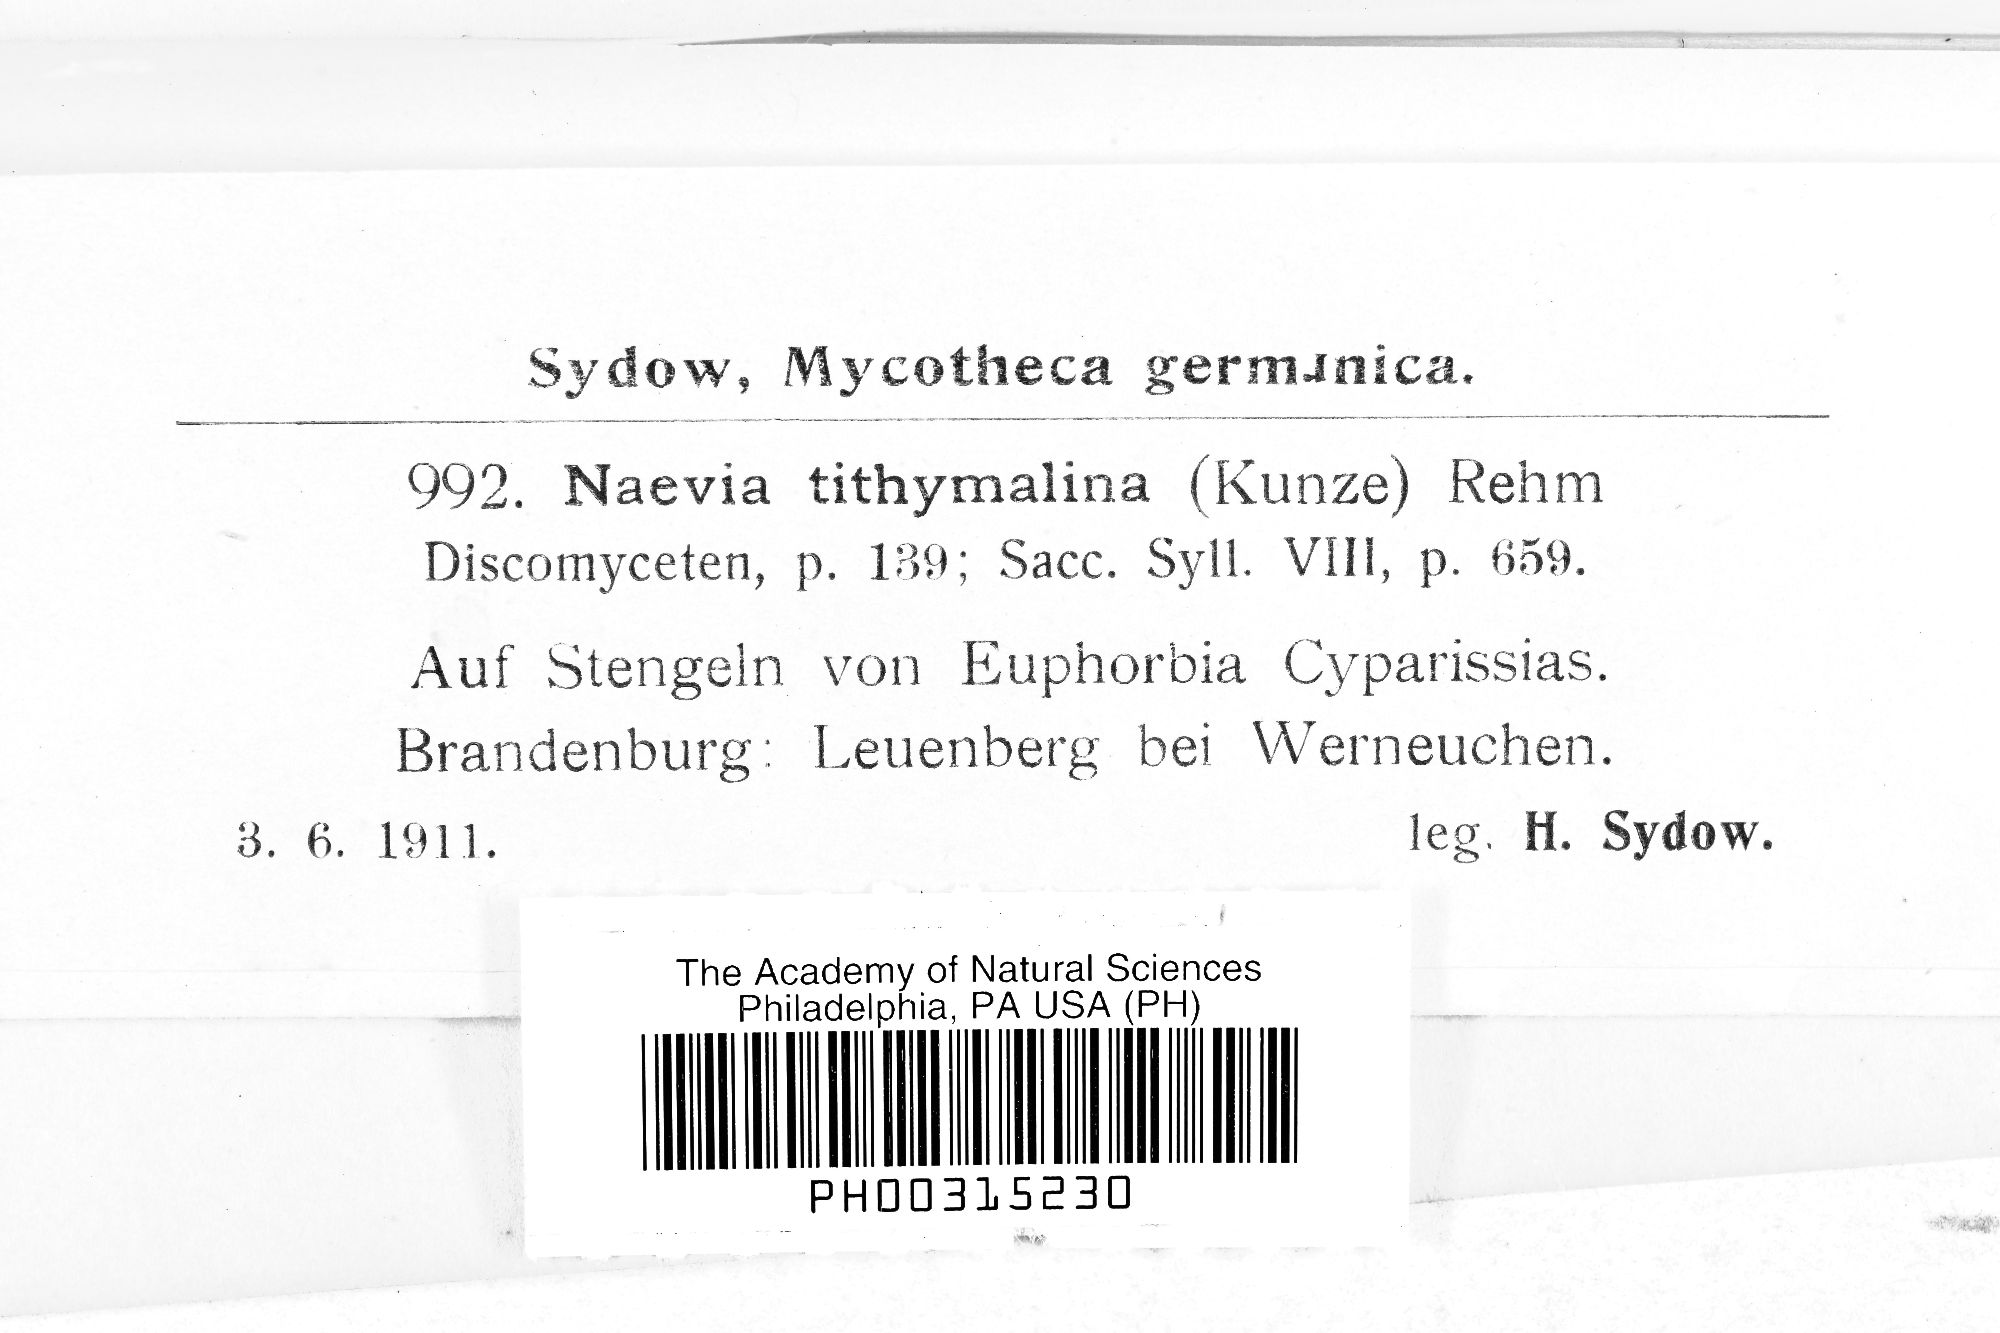 Sydow, Mycotheca germanica.
992. Naevia tithymalina (Kunze) Rehm
Discomyceten, p. 139; Sacc. Syll. VIII, p. 659.
Auf Stengeln von Euphorbia Cyparissias.
Brandenburg: Leuenberg bei Werneuchen.
3. 6. 1911. leg. H. Sydow.
The Academy of Natural Sciences
Philadelphia, PA USA (PH)
PH00315230